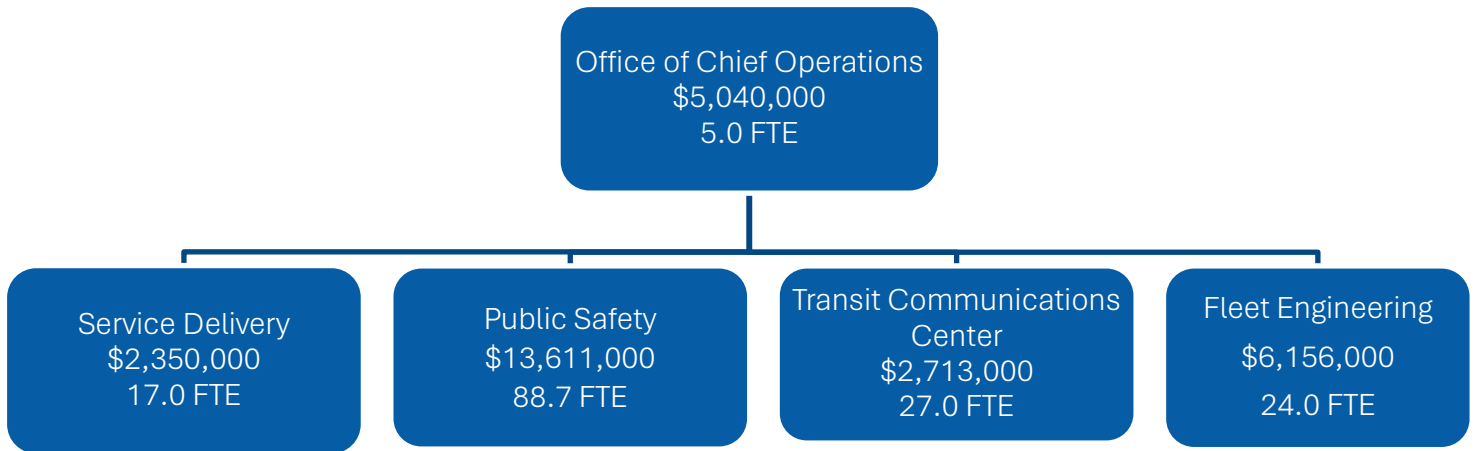 Office of Chief Operations
$5,040,000
5.0 FTE
Service Delivery
$2,350,000
17.0 FTE
Public Safety
$13,611,000
88.7 FTE
Transit Communications
Center
$2,713,000
27.0 FTE
Fleet Engineering
$6,156,000
24.0 FTE